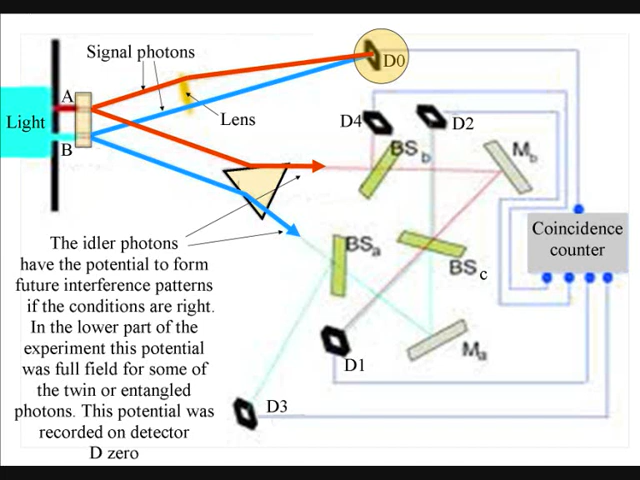 Signal photons
D0
A
Light
Lens
B
D4
D2
BSb
Mb
The idler photons
have the potential to form
future interference patterns
if the conditions are right.
In the lower part of the
experiment this potential
was full field for some of
the twin or entangled
photons. This potential was
recorded on detector
D zero
Coincidence
counter
BSa
BSc
Ma
D1
D3